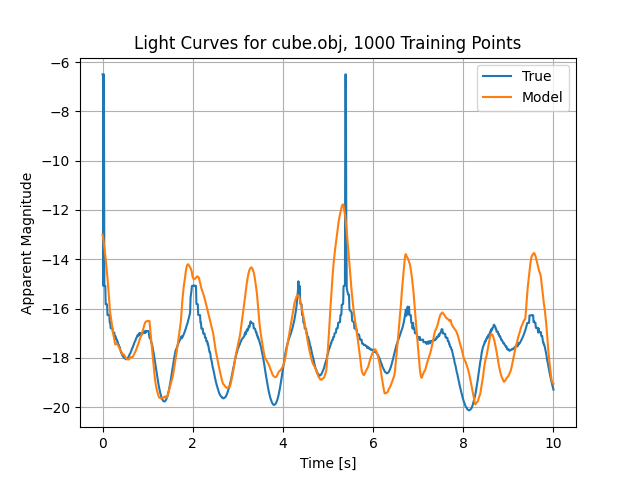 Light Curves for cube.obj, 1000 Training Points
−6
−8
−10
−12
−14
−16
−18
−20
Apparent Magnitude
True
Model
0
2
4
6
8
10
Time [s]